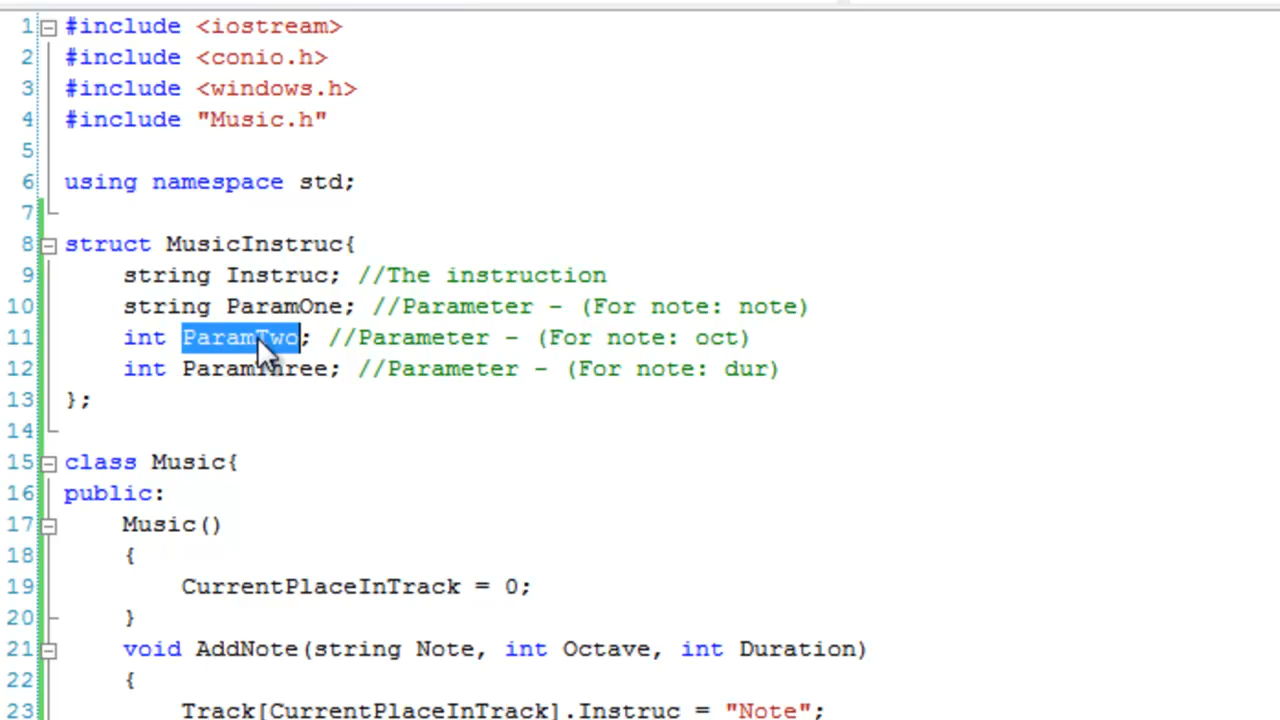 1 #include <iostream>
2 #include <conio.h>
3 #include <windows.h>
4 #include "Music.h"
5
6 using namespace std;
7
8 struct MusicInstruc{
9 string Instruc; //The instruction
10 string ParamOne; //Parameter - (For note: note)
11 int ParamTwo; //Parameter - (For note: oct)
12 int ParamThree; //Parameter - (For note: dur)
13 };
14
15 class Music{
16 public:
17 Music()
18 {
19 CurrentPlaceInTrack = 0;
20 }
21 void AddNote(string Note, int Octave, int Duration)
22 {
23 Track[CurrentPlaceInTrack].Instruc = "Note";